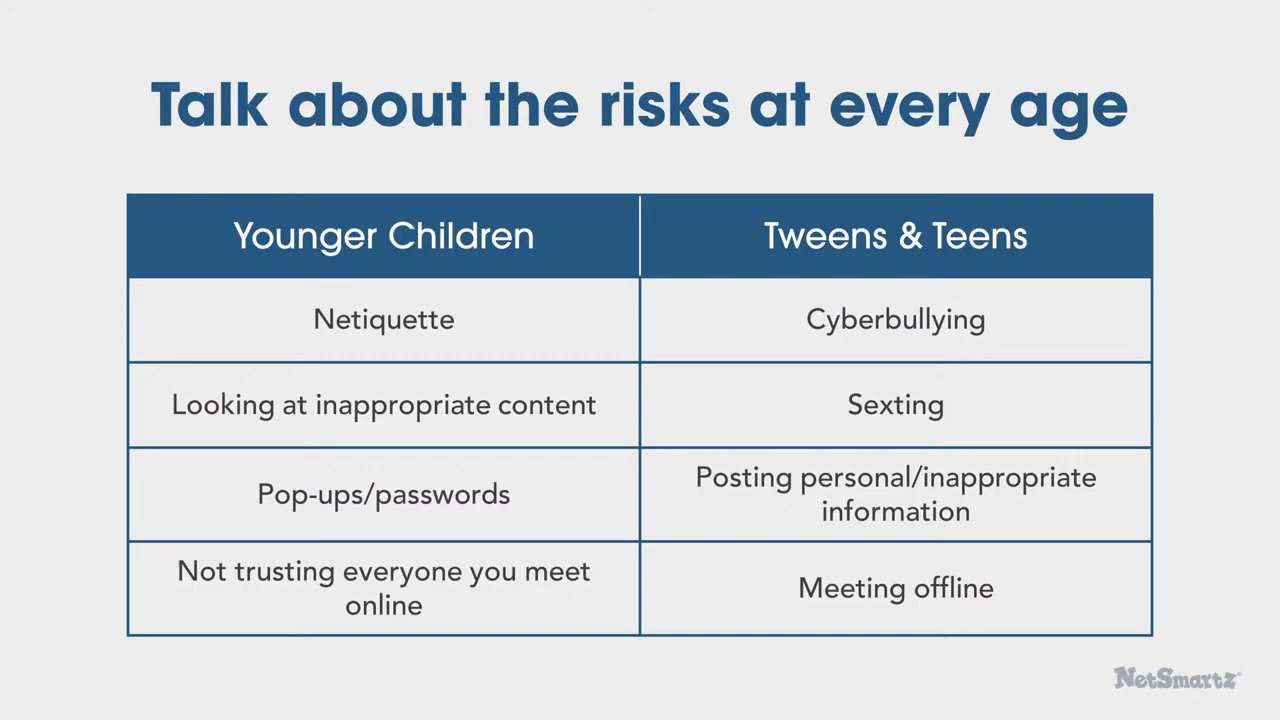 Talk about the risks at every age
Younger Children
Tweens & Teens
Netiquette
Cyberbullying
Looking at inappropriate content
Sexting
Pop-ups/passwords
Posting personal/inappropriate
information
Not trusting everyone you meet
online
Meeting offline
NetSmartz®